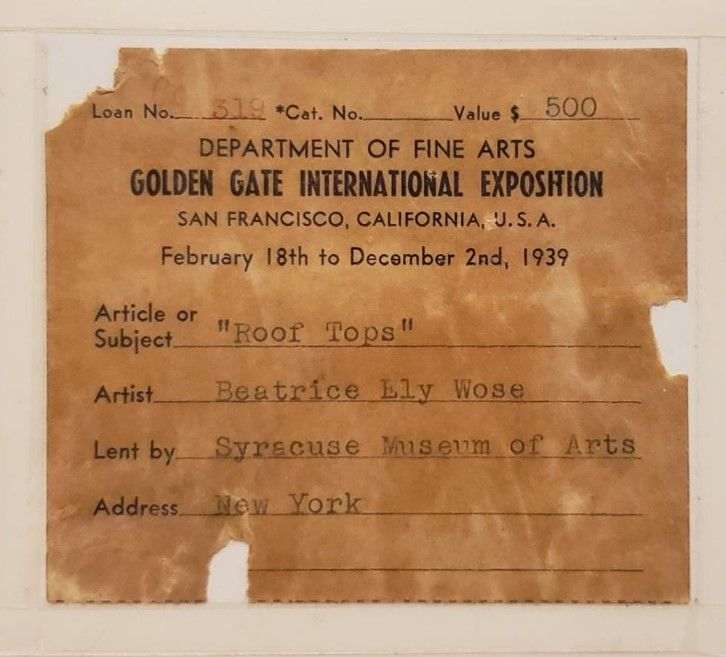 Loan No. 319 *Cat. No. Value $ 500
DEPARTMENT OF FINE ARTS
GOLDEN GATE INTERNATIONAL EXPOSITION
SAN FRANCISCO, CALIFORNIA, U. S. A.
February 18th to December 2nd, 1939
Article or
Subject "Roof Tops"
Artist Beatrice Ely Wose
Lent by Syracuse Museum of Arts
Address New York